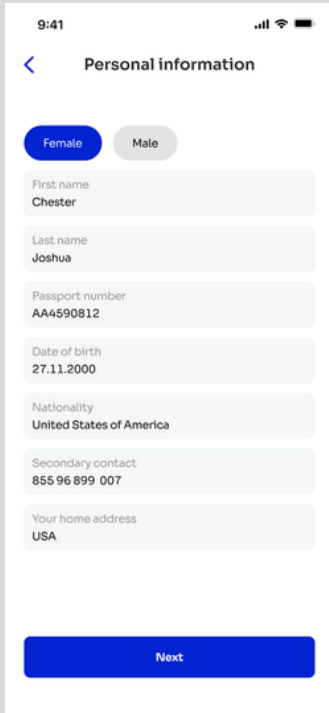 9:41
Personal information
Female Male
First name
Chester
Last name
Joshua
Passport number
AA4590812
Date of birth
27.11.2000
Nationality
United States of America
Secondary contact
855 96 899 007
Your home address
USA
Next